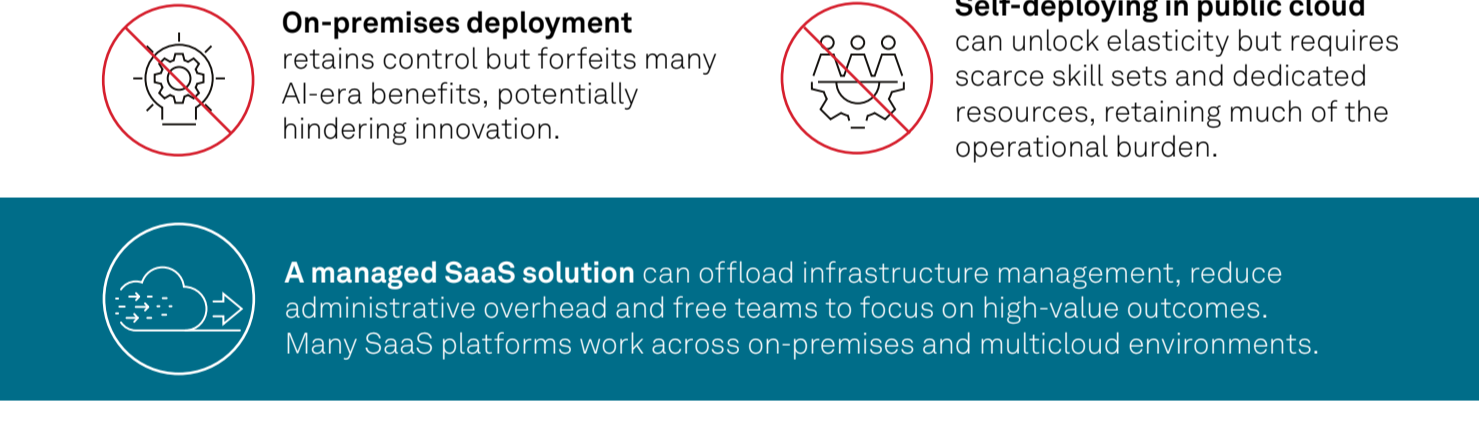 On-premises deployment
retains control but forfeits many
AI-era benefits, potentially
hindering innovation.
Self-deploying in public cloud
can unlock elasticity but requires
scarce skill sets and dedicated
resources, retaining much of the
operational burden.
A managed SaaS solution can offload infrastructure management, reduce
administrative overhead and free teams to focus on high-value outcomes.
Many SaaS platforms work across on-premises and multicloud environments.